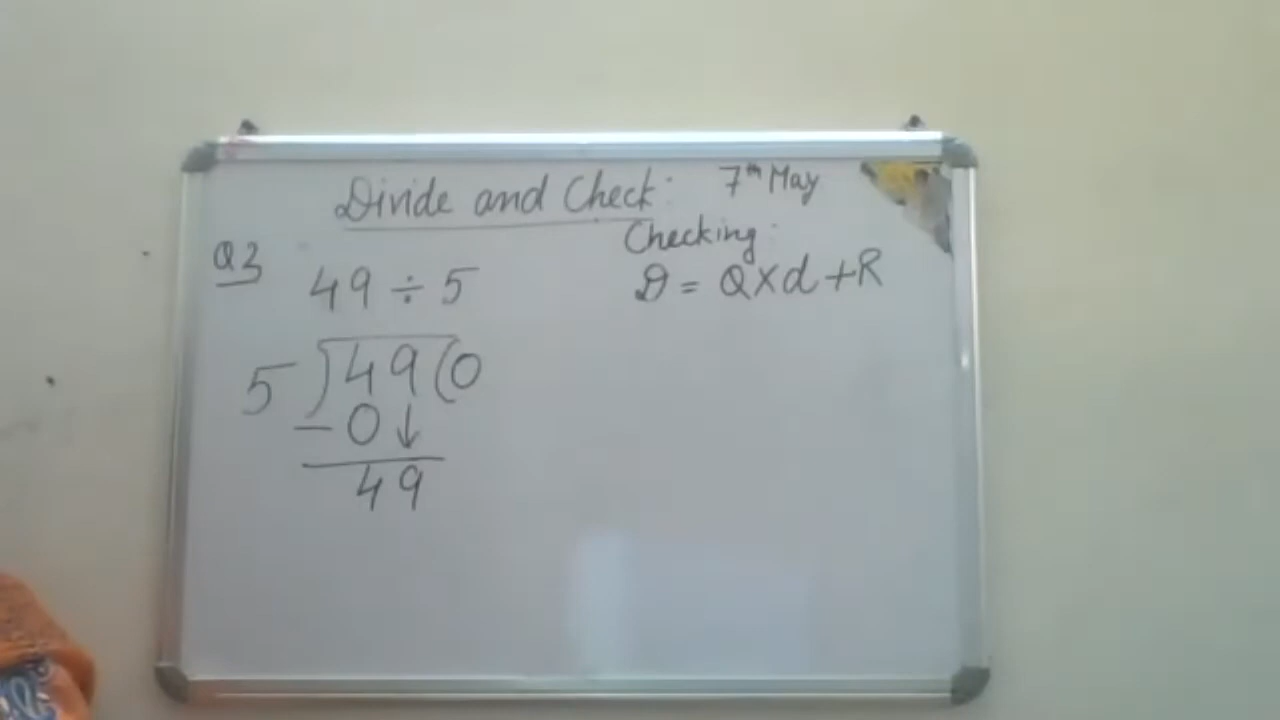 Divide and Check: 7th May
Checking:
Q3
49 ÷ 5
D = Q×d+R
5)49(0
-0↓
49